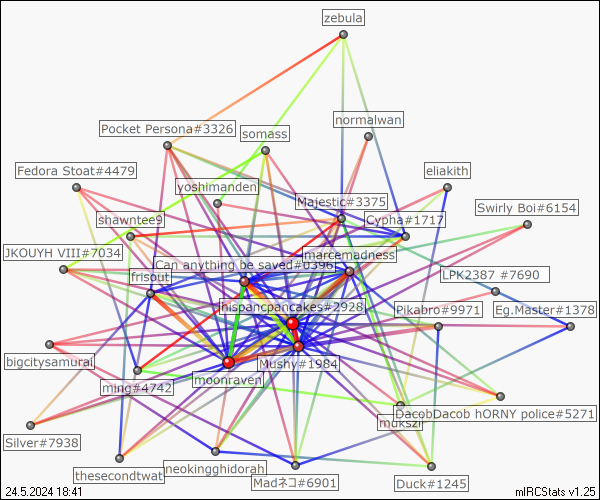 zebula
Pocket Persona#3326
somass
normalwan
Fedora Stoat#4479
yoshimanden
eliakith
Majestic#3375
Swirly Boi#6154
shawntee9
Cypha#1717
JKOUYH VIII#7034
marcemadness
Can anything be saved#0396
frisout
LPK2387 #7690
hispancpancakes#2928
Pikabro#9971
Eg.Master#1378
bigcitysamurai
Mushy#1984
moonraven
ming#4742
DacobDacob hORNY police#5271
mukszi
Silver#7938
thesecondtwat
neokingghidorah
Madネコ#6901
Duck#1245
24.5.2024 18:41
mIRCStats v1.25